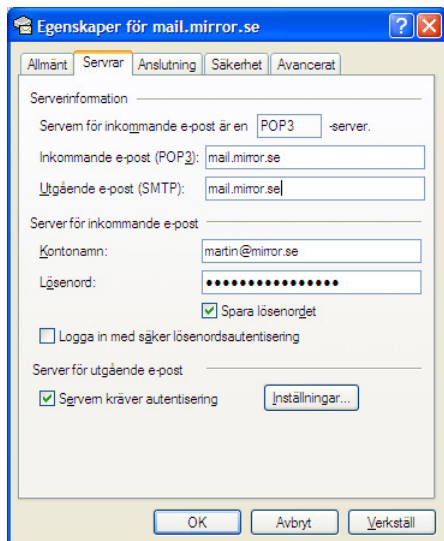 Egenskaper för mail.mirror.se
Allmänt Servrar Anslutning Säkerhet Avancerat
Serverinformation
Servern för inkommande e-post är en POP3 -server.
Inkommande e-post (POP3): mail.mirror.se
Utgående e-post (SMTP): mail.mirror.se
Server för inkommande e-post
Kontonamn: martin@mirror.se
Lösenord: ••••••••••••••••
Spara lösenordet
Logga in med säker lösenordsautentisering
Server för utgående e-post
Servern kräver autentisering Inställningar...
OK Avbryt Verkställ